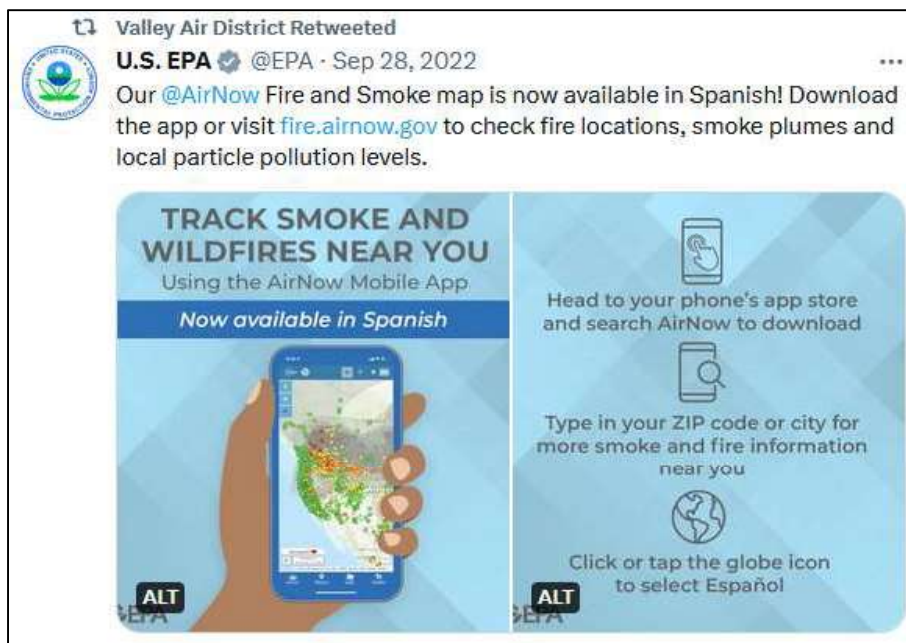 Valley Air District Retweeted
U.S. EPA @EPA · Sep 28, 2022
Our @AirNow Fire and Smoke map is now available in Spanish! Download
the app or visit fire.airnow.gov to check fire locations, smoke plumes and
local particle pollution levels.
TRACK SMOKE AND
WILDFIRES NEAR YOU
Using the AirNow Mobile App
Now available in Spanish
ALT
EPA
Head to your phone's app store
and search AirNow to download
Type in your ZIP code or city for
more smoke and fire information
near you
Click or tap the globe icon
to select Español
ALT
EPA